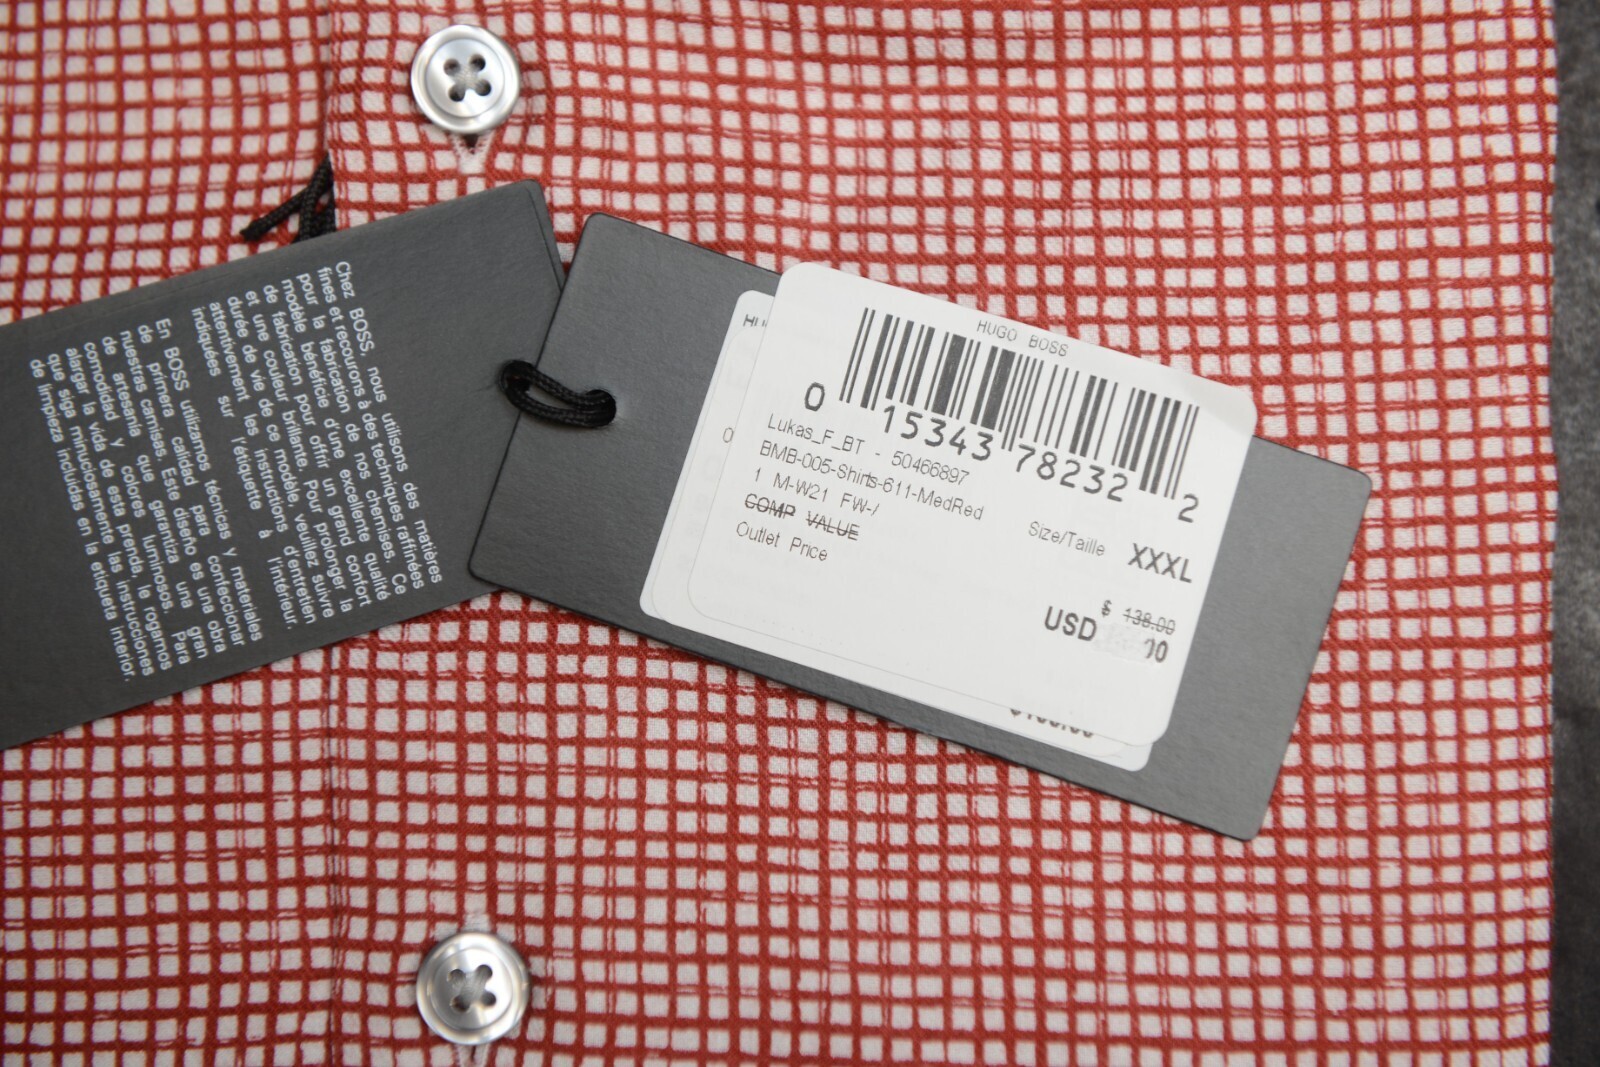 Chez BOSS, nous utilisons des matières
fines et recourons à des techniques raffinées
pour la fabrication de nos chemises. Ce
modèle bénéficie d'une excellente qualité
de fabrication pour offrir un grand confort
et une couleur brillante. Pour prolonger la
durée de vie de ce modèle, veuillez suivre
attentivement les instructions d'entretien
indiquées sur l'étiquette à l'intérieur.
En BOSS utilizamos técnicas y materiales
de primera calidad para confeccionar
nuestras camisas. Este diseño es una obra
de artesanía que garantiza una gran
comodidad y colores luminosos. Para
alargar la vida de esta prenda, le rogamos
que siga minuciosamente las instrucciones
de limpieza incluidas en la etiqueta interior.
HUGO BOSS
0 15343 78232 2
Lukas_F_BT - 50466897
BMB-005-Shirts-611-MedRed
1 M-W21 FW-/
COMP VALUE
Outlet Price
Size/Taille XXXL
$ 138.00
USD